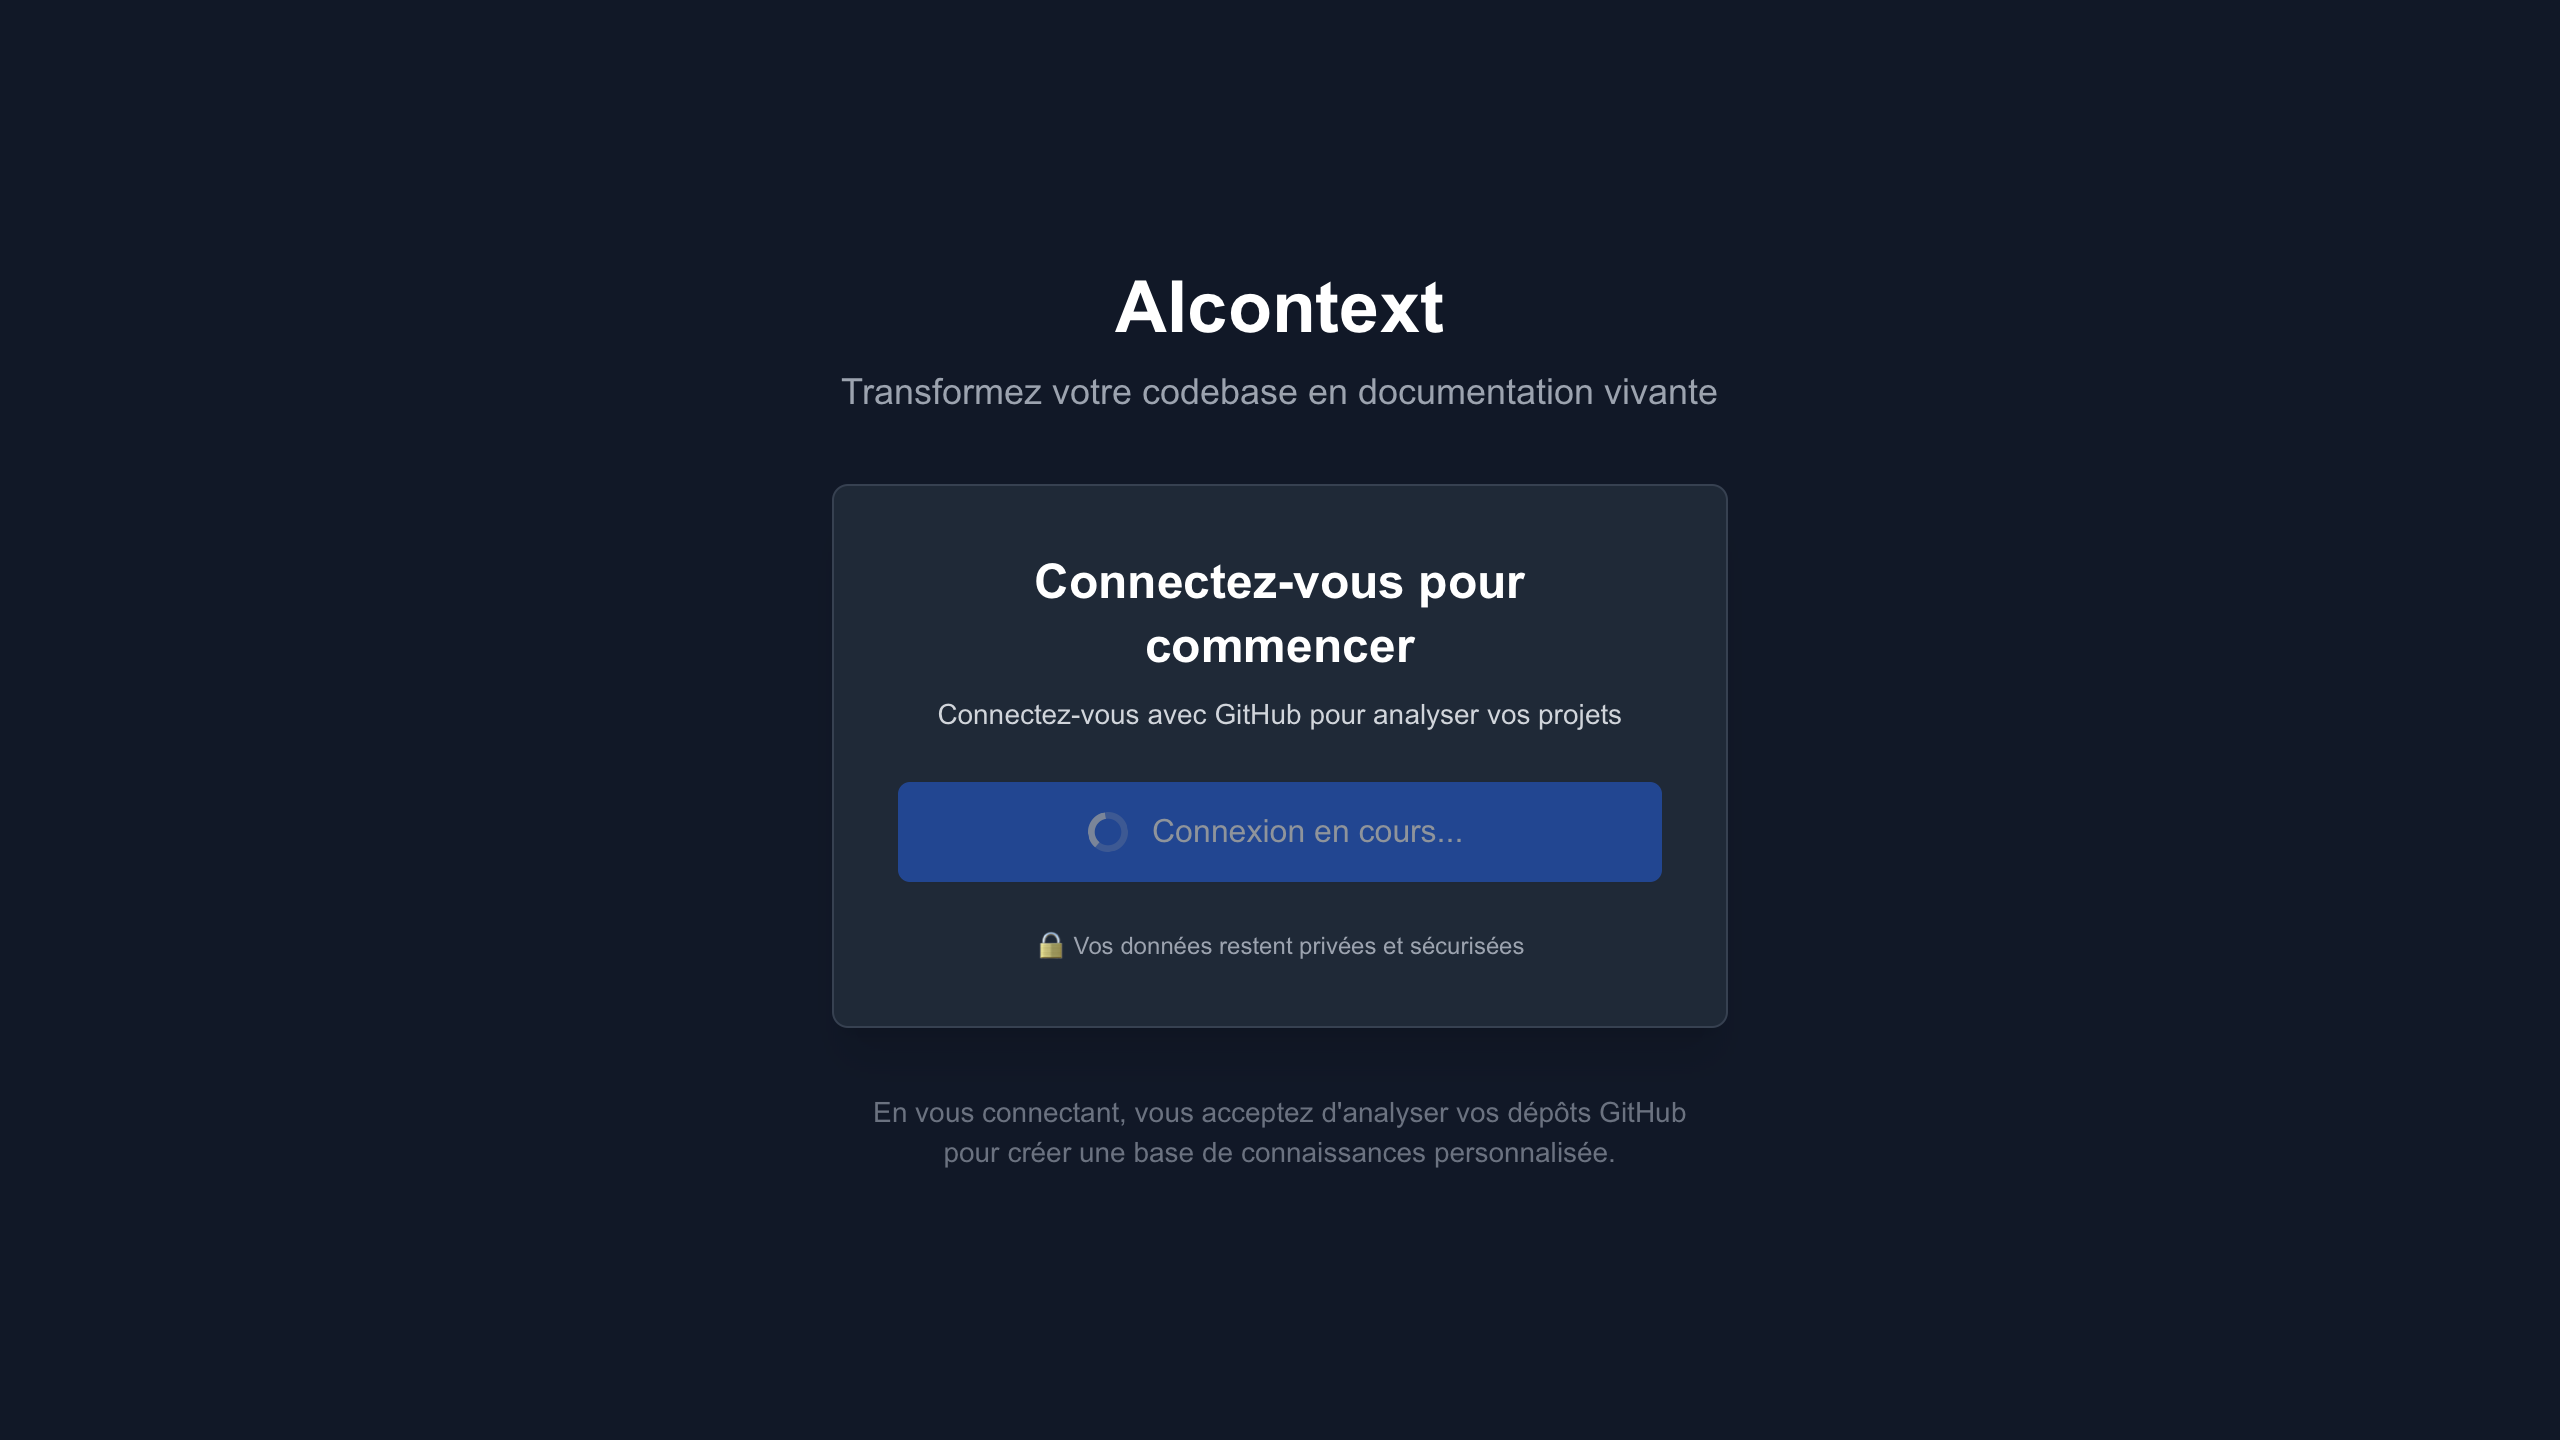 AIcontext
Transformez votre codebase en documentation vivante
Connectez-vous pour
commencer
Connectez-vous avec GitHub pour analyser vos projets
Connexion en cours...
🔒 Vos données restent privées et sécurisées
En vous connectant, vous acceptez d'analyser vos dépôts GitHub
pour créer une base de connaissances personnalisée.